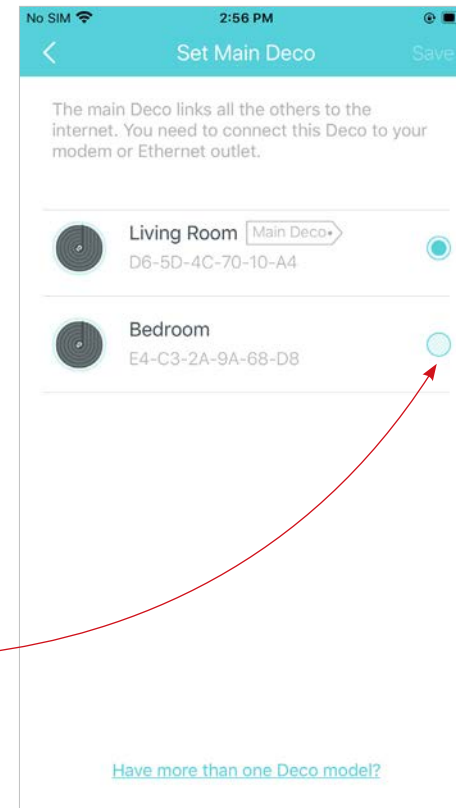 No SIM 2:56 PM
Set Main Deco Save
The main Deco links all the others to the
internet. You need to connect this Deco to your
modem or Ethernet outlet.
Living Room Main Deco
D6-5D-4C-70-10-A4
Bedroom
E4-C3-2A-9A-68-D8
Have more than one Deco model?